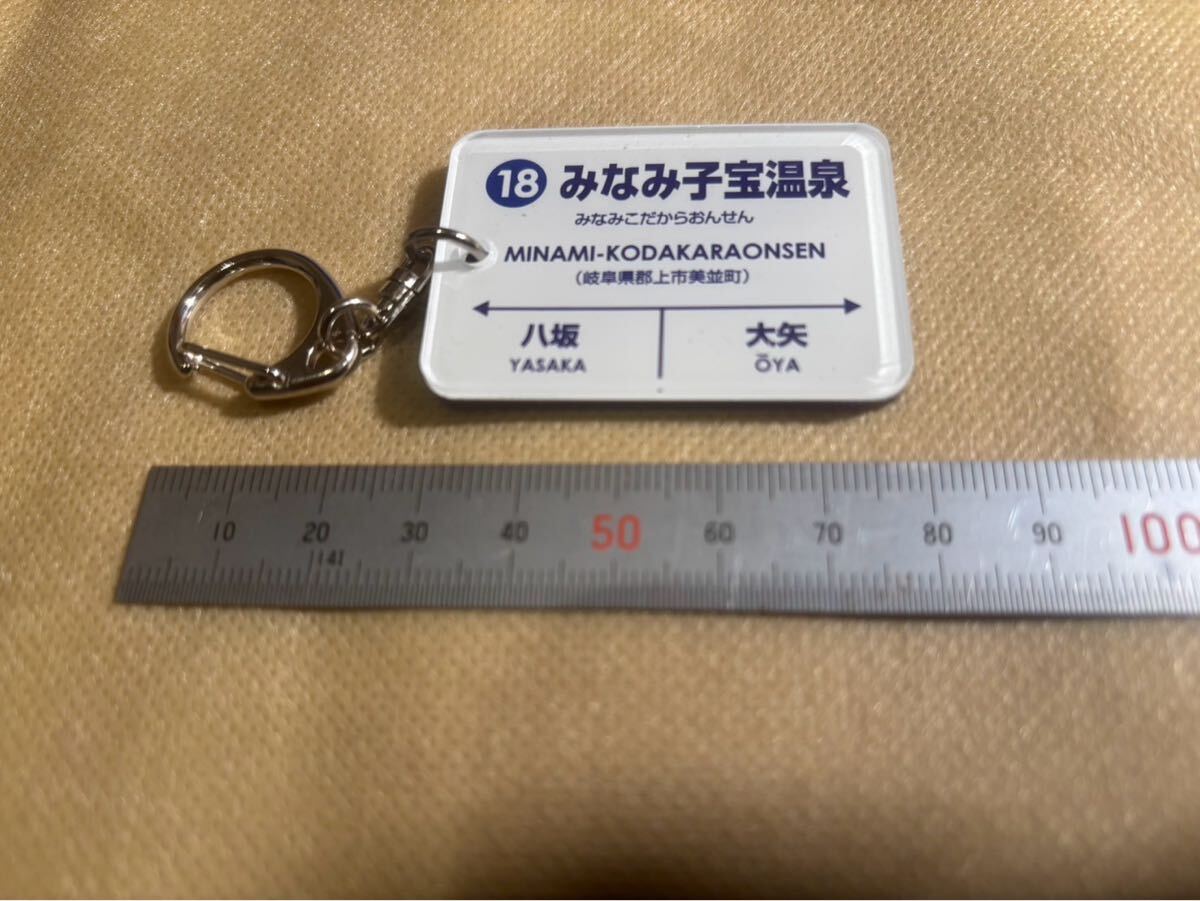 18 みなみ子宝温泉
みなみこだからおんせん
MINAMI-KODAKARAONSEN
(岐阜県郡上市美並町)
八坂 大矢
YASAKA ŌYA
10 20 30 40 50 60 70 80 90 100
141